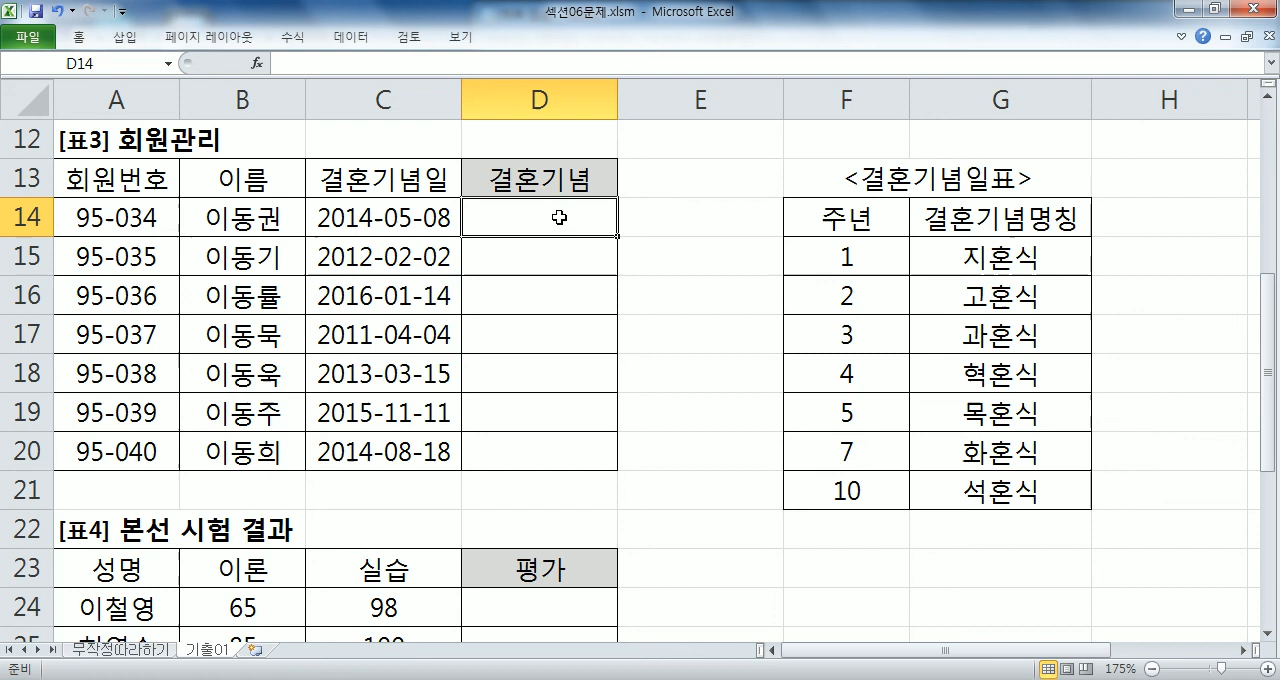 섹션06문제.xlsm - Microsoft Excel
파일 홈 삽입 페이지 레이아웃 수식 데이터 검토 보기
D14 fx
A B C D E F G H
12 [표3] 회원관리
13 회원번호 이름 결혼기념일 결혼기념 <결혼기념일표>
14 95-034 이동권 2014-05-08 주년 결혼기념명칭
15 95-035 이동기 2012-02-02 1 지혼식
16 95-036 이동률 2016-01-14 2 고혼식
17 95-037 이동묵 2011-04-04 3 과혼식
18 95-038 이동욱 2013-03-15 4 혁혼식
19 95-039 이동주 2015-11-11 5 목혼식
20 95-040 이동희 2014-08-18 7 화혼식
21 10 석혼식
22 [표4] 본선 시험 결과
23 성명 이론 실습 평가
24 이철영 65 98
무작정따라하기 기출01
준비 175%